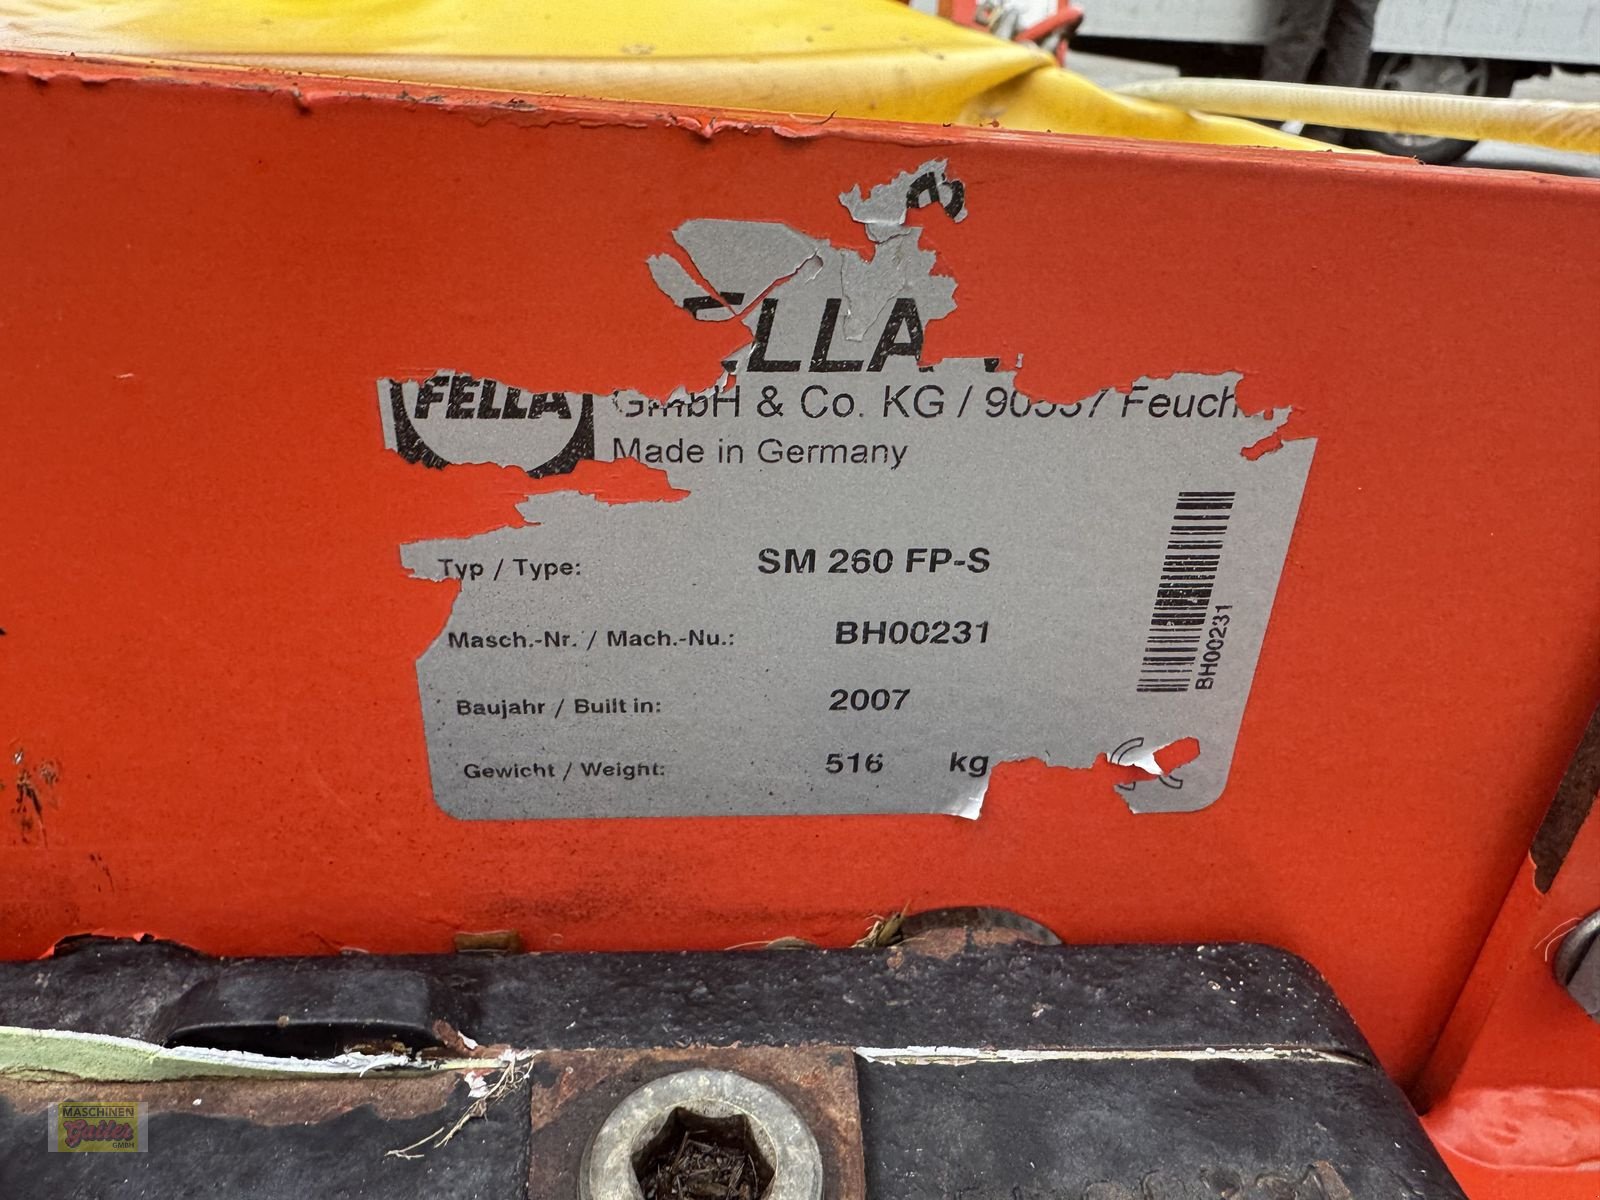 ELLA
FELLA
GmbH & Co. KG / 90537 Feuch
Made in Germany
Typ / Type: SM 260 FP-S
Masch.-Nr. / Mach.-Nu.: BH00231
Baujahr / Built in: 2007
Gewicht / Weight: 516 kg
BH00231
MASCHINEN
Gailer
GMBH